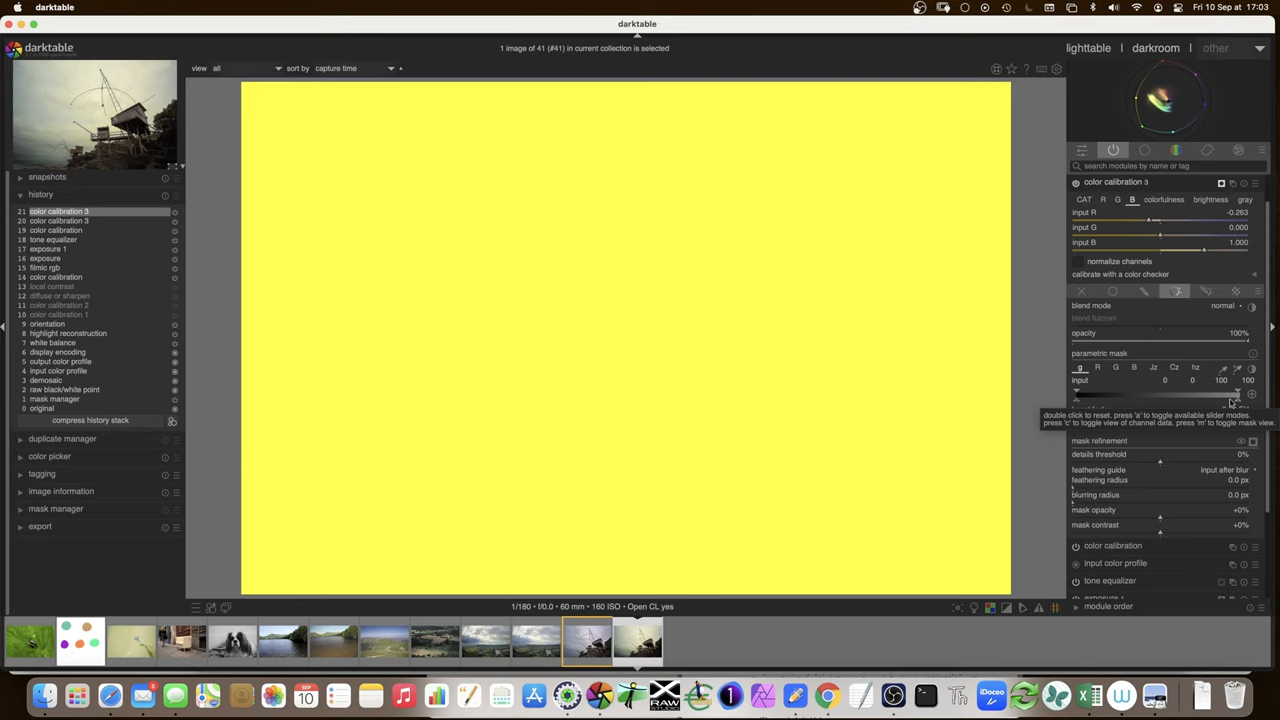 darktable
Fri 10 Sep at 17:03
darktable
darktable
1 image of 41 (#41) in current collection is selected
lighttable | darkroom | other
view all sort by capture time
snapshots
history
21 color calibration 3
20 color calibration 3
19 color calibration
18 tone equalizer
17 exposure 1
16 exposure
15 filmic rgb
14 color calibration
13 local contrast
12 diffuse or sharpen
11 color calibration 2
10 color calibration 1
9 orientation
8 highlight reconstruction
7 white balance
6 display encoding
5 output color profile
4 input color profile
3 demosaic
2 raw black/white point
1 mask manager
0 original
compress history stack
duplicate manager
color picker
tagging
image information
mask manager
export
search modules by name or tag
color calibration 3
CAT R G B colorfulness brightness gray
input R -0.263
input G 0.000
input B 1.000
normalize channels
calibrate with a color checker
blend mode normal
blend fulcrum
opacity 100%
parametric mask
g R G B Jz Cz hz
input 0 0 100 100
double click to reset. press 'a' to toggle available slider modes.
press 'c' to toggle view of channel data. press 'm' to toggle mask view.
mask refinement
details threshold 0%
feathering guide input after blur
feathering radius 0.0 px
blurring radius 0.0 px
mask opacity +0%
mask contrast +0%
color calibration
input color profile
tone equalizer
exposure 1
module order
1/180 • f/0.0 • 60 mm • 160 ISO • Open CL yes
SEP
10
RAW
iDoceo